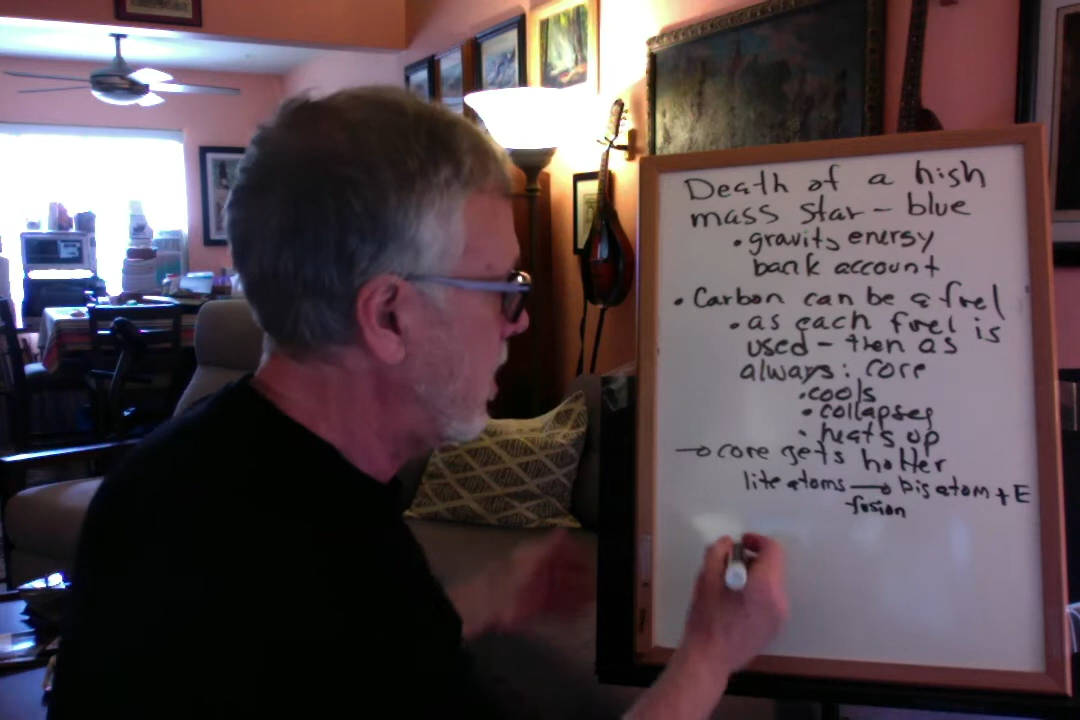 Death of a high
mass star - blue
• gravity energy
bank account
• Carbon can be a fuel
• as each fuel is
used - then as
always: core
• cools
• collapses
• heats up
→ core gets hotter
lite atoms → big atom + E
fusion